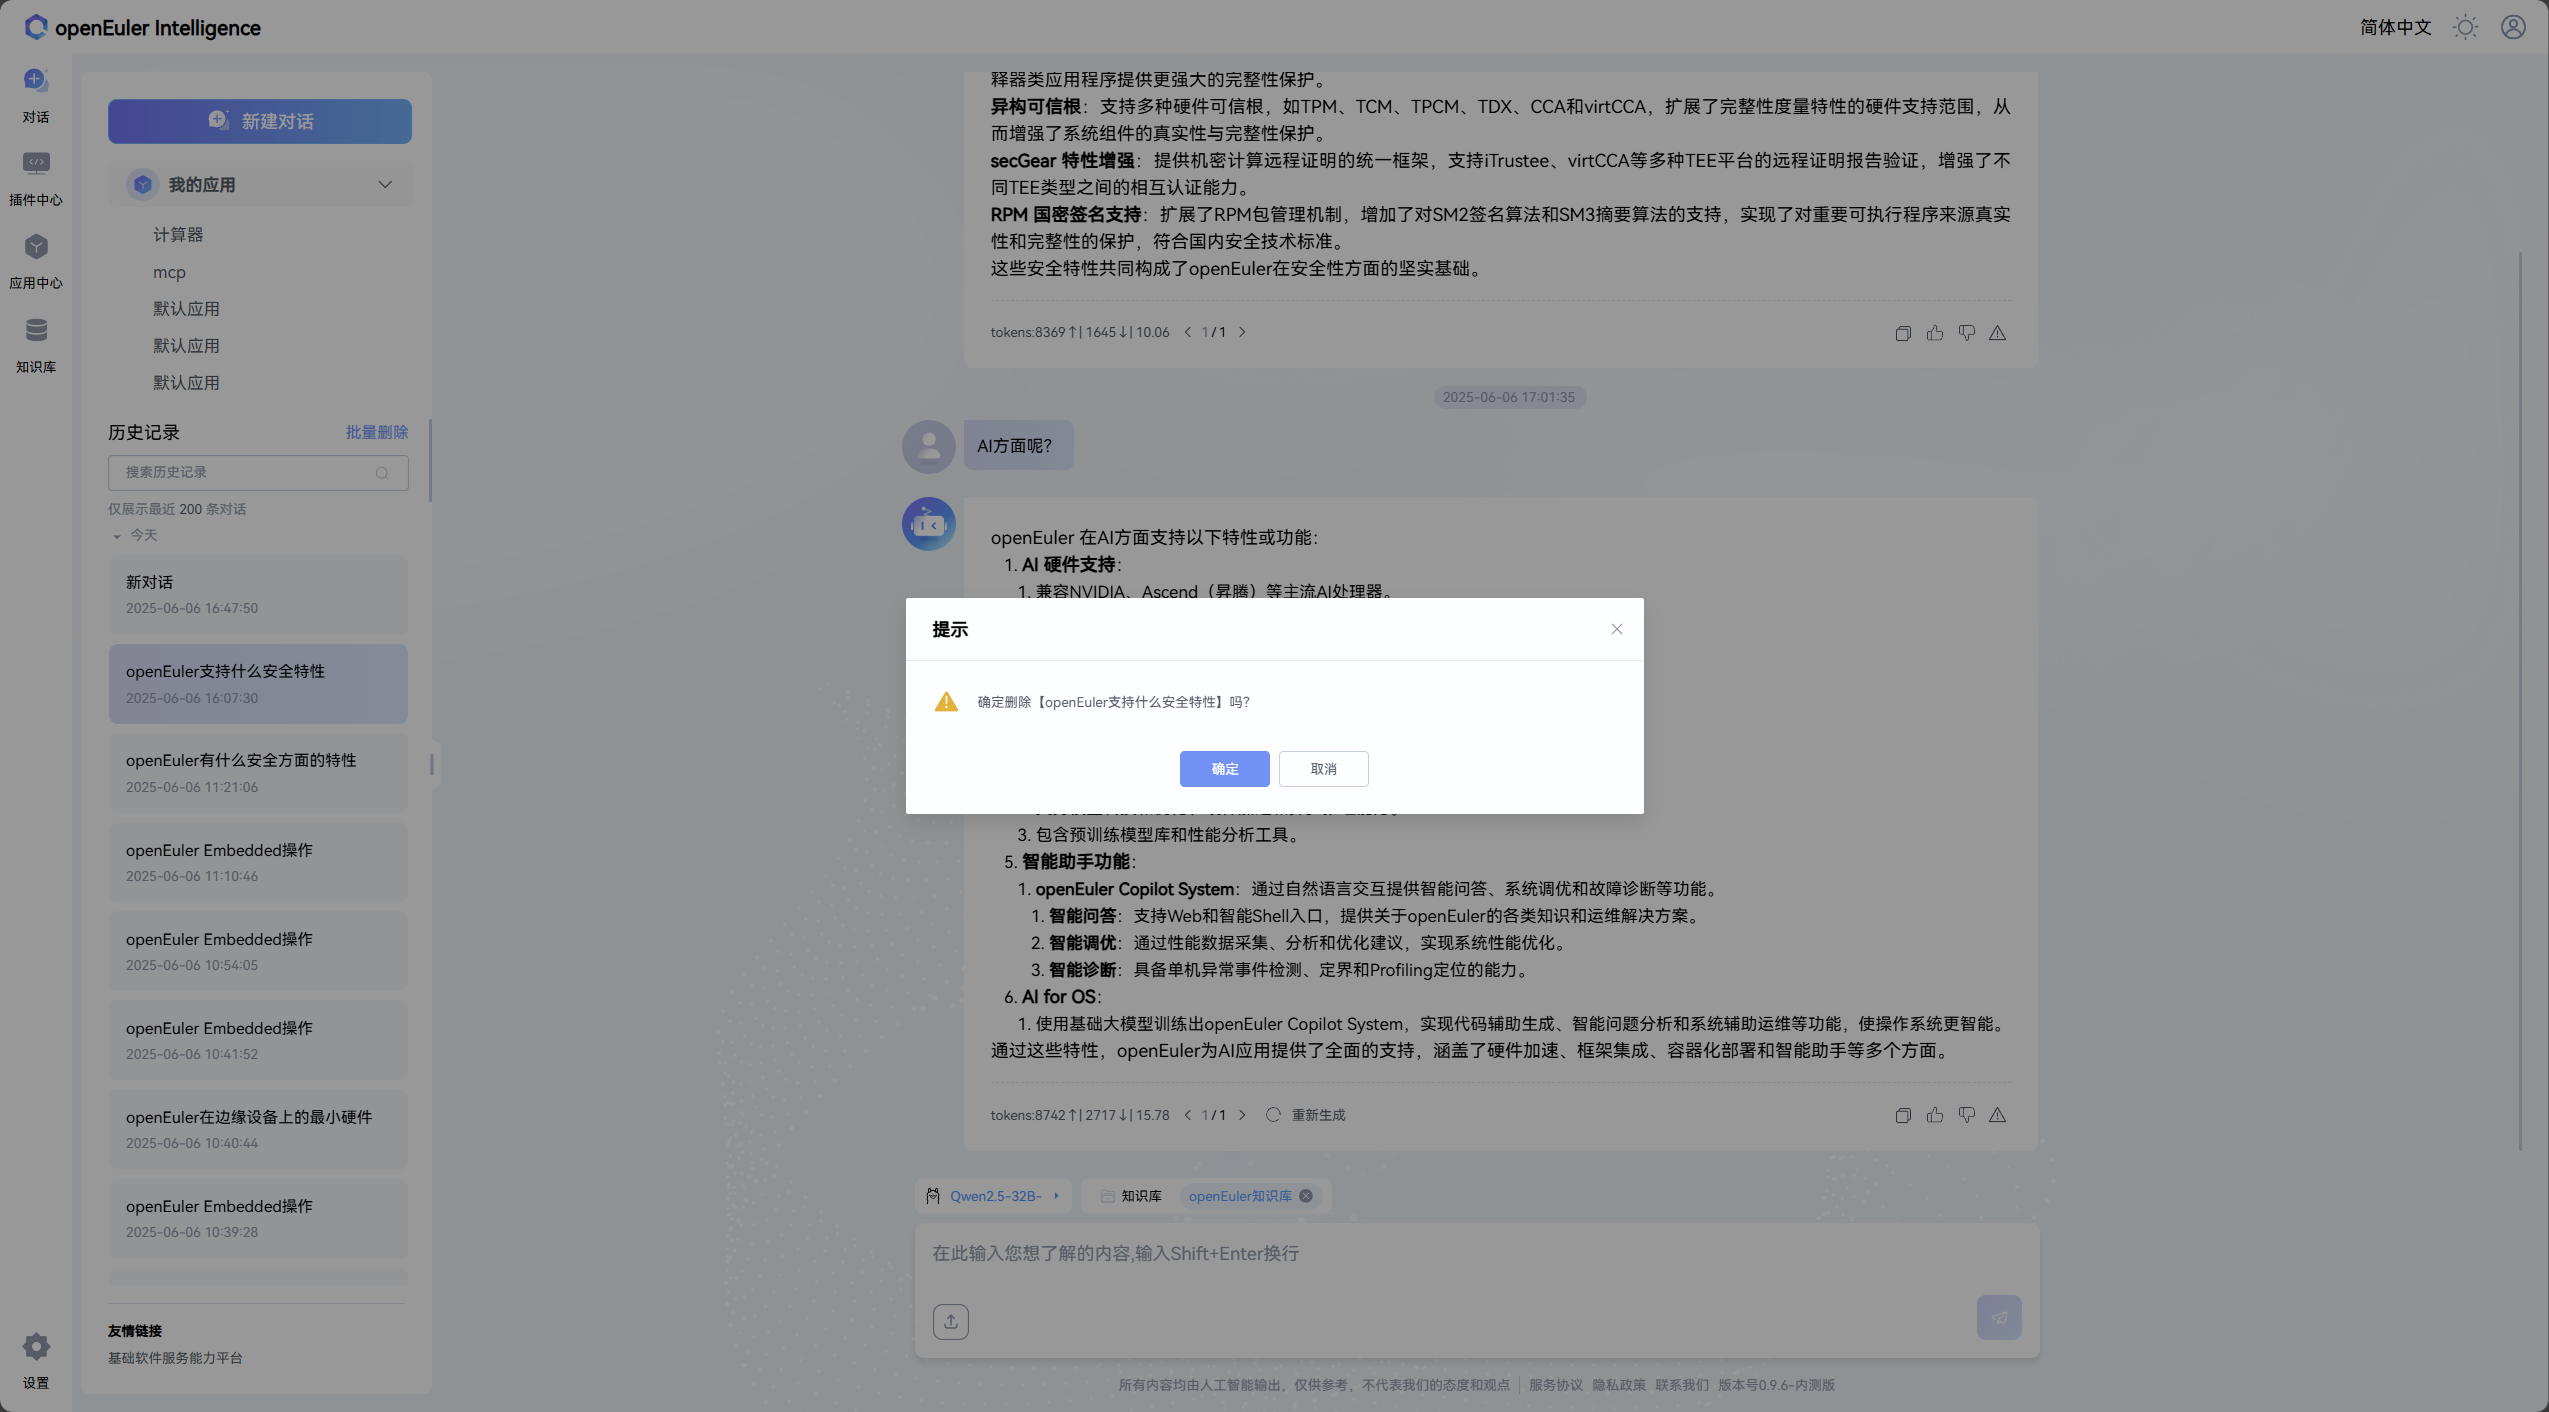 openEuler Intelligence
简体中文
对话
插件中心
应用中心
知识库
设置
新建对话
我的应用
计算器
mcp
默认应用
默认应用
默认应用
历史记录
批量删除
搜索历史记录
仅展示最近 200 条对话
今天
新对话
2025-06-06 16:47:50
openEuler支持什么安全特性
2025-06-06 16:07:30
openEuler有什么安全方面的特性
2025-06-06 11:21:06
openEuler Embedded操作
2025-06-06 11:10:46
openEuler Embedded操作
2025-06-06 10:54:05
openEuler Embedded操作
2025-06-06 10:41:52
openEuler在边缘设备上的最小硬件
2025-06-06 10:40:44
openEuler Embedded操作
2025-06-06 10:39:28
友情链接
基础软件服务能力平台
释器类应用程序提供更强大的完整性保护。
异构可信根：支持多种硬件可信根，如TPM、TCM、TPCM、TDX、CCA和virtCCA，扩展了完整性度量特性的硬件支持范围，从
而增强了系统组件的真实性与完整性保护。
secGear 特性增强：提供机密计算远程证明的统一框架，支持iTrustee、virtCCA等多种TEE平台的远程证明报告验证，增强了不
同TEE类型之间的相互认证能力。
RPM 国密签名支持：扩展了RPM包管理机制，增加了对SM2签名算法和SM3摘要算法的支持，实现了对重要可执行程序来源真实
性和完整性的保护，符合国内安全技术标准。
这些安全特性共同构成了openEuler在安全性方面的坚实基础。
tokens:8369↑| 1645↓| 10.06 < 1/1 >
2025-06-06 17:01:35
AI方面呢？
openEuler 在AI方面支持以下特性或功能：
1. AI 硬件支持：
1. 兼容NVIDIA、Ascend（昇腾）等主流AI处理器。
提示
确定删除【openEuler支持什么安全特性】吗？
确定
取消
3. 包含预训练模型库和性能分析工具。
5. 智能助手功能：
1. openEuler Copilot System：通过自然语言交互提供智能问答、系统调优和故障诊断等功能。
1. 智能问答：支持Web和智能Shell入口，提供关于openEuler的各类知识和运维解决方案。
2. 智能调优：通过性能数据采集、分析和优化建议，实现系统性能优化。
3. 智能诊断：具备单机异常事件检测、定界和Profiling定位的能力。
6. AI for OS：
1. 使用基础大模型训练出openEuler Copilot System，实现代码辅助生成、智能问题分析和系统辅助运维等功能，使操作系统更智能。
通过这些特性，openEuler为AI应用提供了全面的支持，涵盖了硬件加速、框架集成、容器化部署和智能助手等多个方面。
tokens:8742↑| 2717↓| 15.78 < 1/1 > 重新生成
Qwen2.5-32B-
知识库
openEuler知识库
在此输入您想了解的内容,输入Shift+Enter换行
所有内容均由人工智能输出，仅供参考，不代表我们的态度和观点 | 服务协议 隐私政策 联系我们 版本号0.9.6-内测版